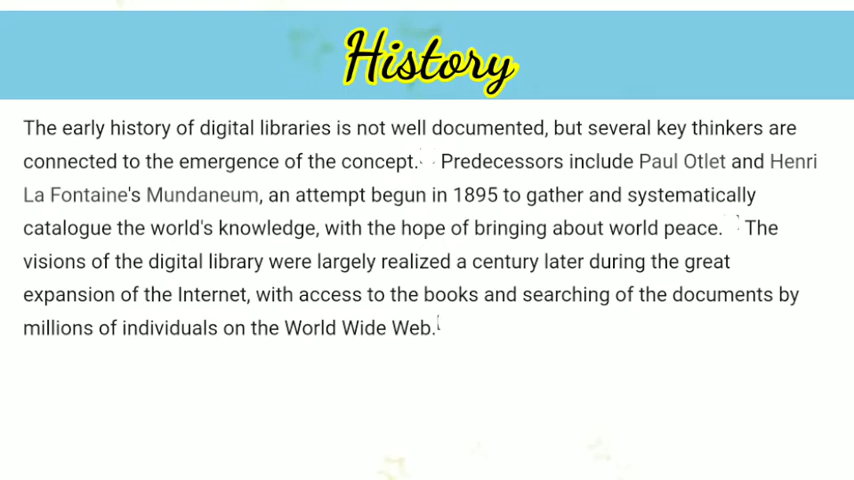 History
The early history of digital libraries is not well documented, but several key thinkers are
connected to the emergence of the concept. Predecessors include Paul Otlet and Henri
La Fontaine's Mundaneum, an attempt begun in 1895 to gather and systematically
catalogue the world's knowledge, with the hope of bringing about world peace. The
visions of the digital library were largely realized a century later during the great
expansion of the Internet, with access to the books and searching of the documents by
millions of individuals on the World Wide Web.